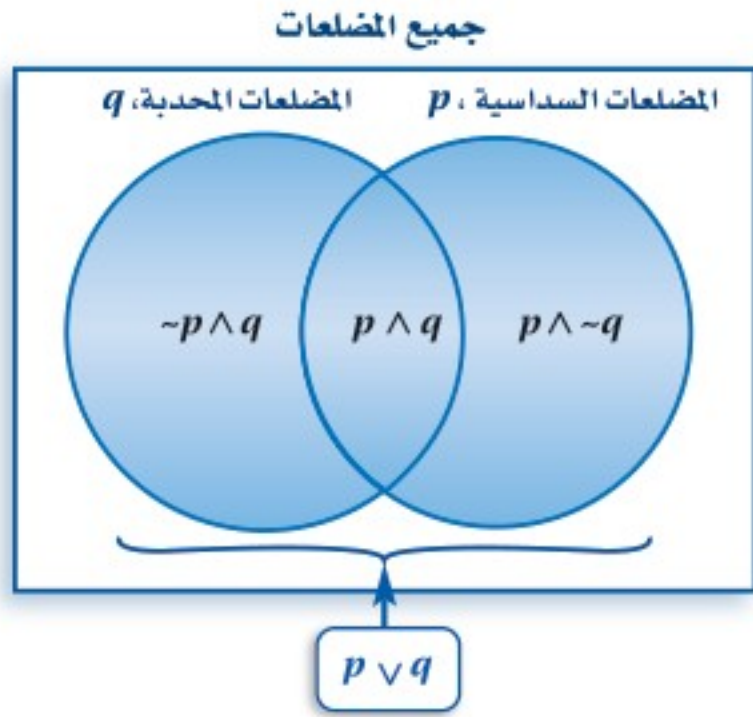 جميع المضلعات
المضلعات السداسية ، p
المضلعات المحدبة، q
p ∧ ~q
p ∧ q
~p ∧ q
p ∨ q